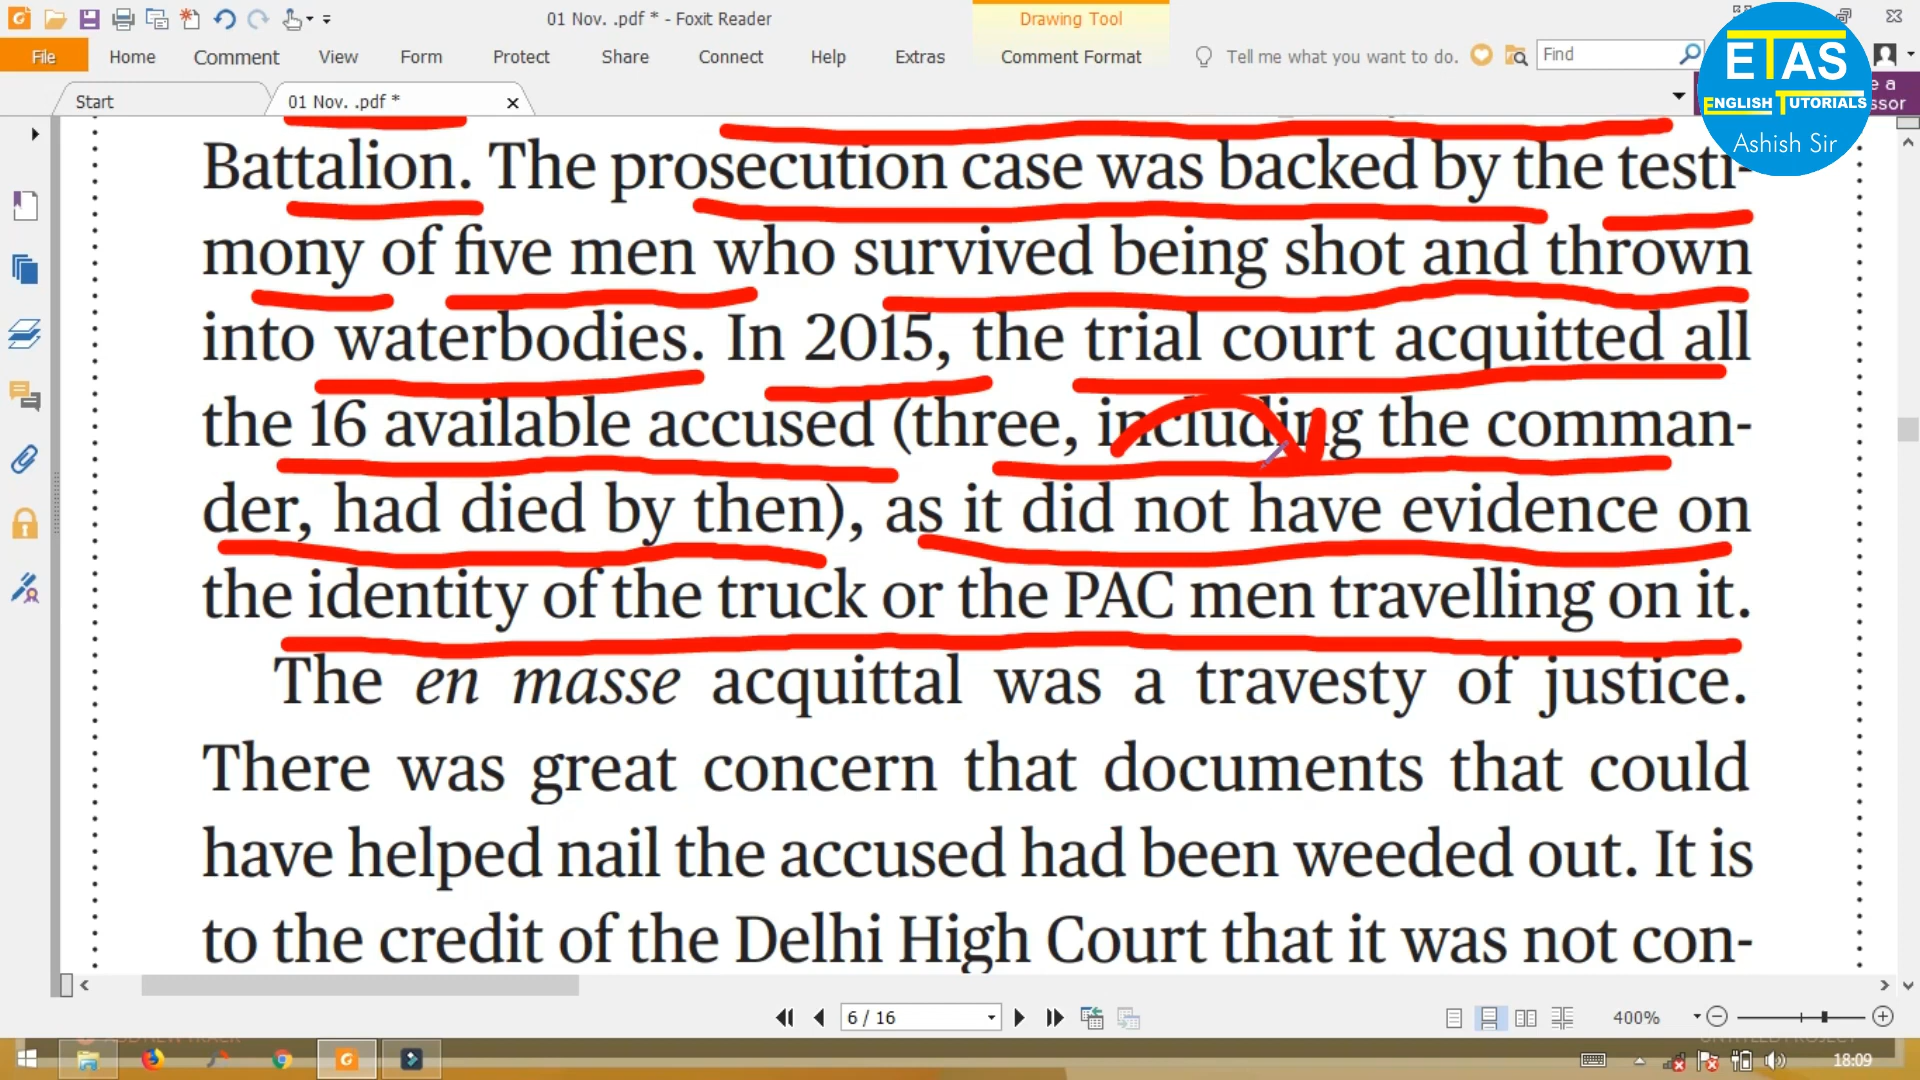 01 Nov. .pdf * - Foxit Reader
Drawing Tool
File
Home
Comment
View
Form
Protect
Share
Connect
Help
Extras
Comment Format
Tell me what you want to do.
Find
ETAS
ENGLISH TUTORIALS
Ashish Sir
e a
ssor
Start
01 Nov. .pdf *
Battalion. The prosecution case was backed by the testi-
mony of five men who survived being shot and thrown
into waterbodies. In 2015, the trial court acquitted all
the 16 available accused (three, including the comman-
der, had died by then), as it did not have evidence on
the identity of the truck or the PAC men travelling on it.
The en masse acquittal was a travesty of justice.
There was great concern that documents that could
have helped nail the accused had been weeded out. It is
to the credit of the Delhi High Court that it was not con-
6 / 16
400%
18:09